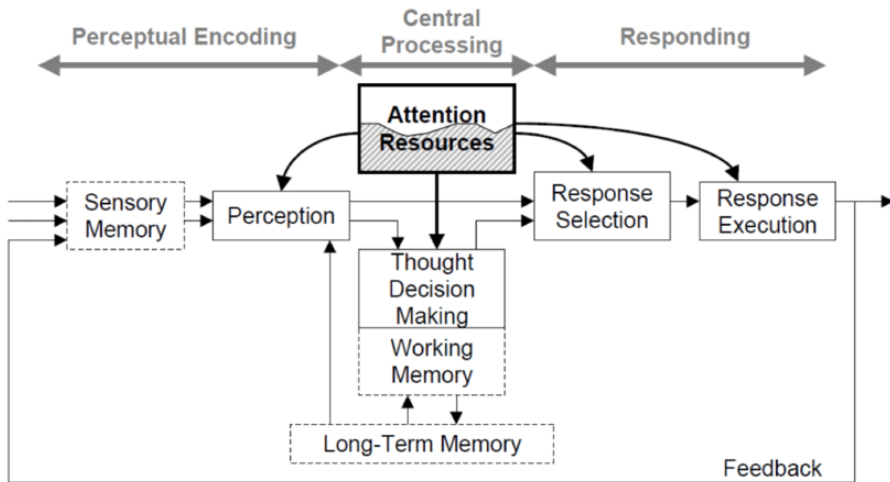 Perceptual Encoding
Central
Processing
Responding
Attention
Resources
Sensory
Memory
Perception
Response
Selection
Response
Execution
Thought
Decision
Making
Working
Memory
Long-Term Memory
Feedback